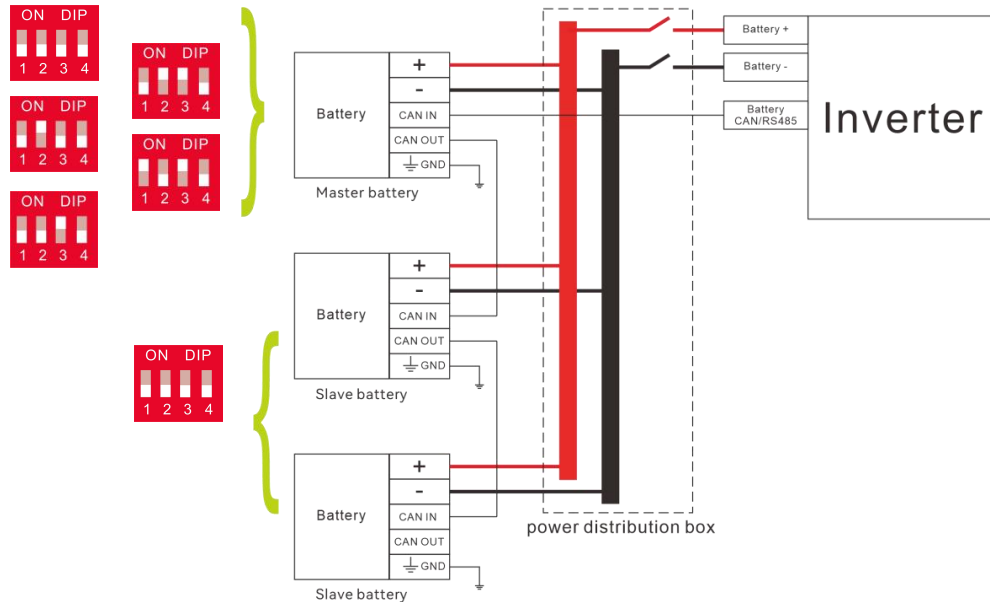 ON DIP
1 2 3 4
ON DIP
1 2 3 4
ON DIP
1 2 3 4
ON DIP
1 2 3 4
ON DIP
1 2 3 4
ON DIP
1 2 3 4
Battery
+
-
CAN IN
CAN OUT
GND
Master battery
Battery
+
-
CAN IN
CAN OUT
GND
Slave battery
Battery
+
-
CAN IN
CAN OUT
GND
Slave battery
power distribution box
Battery +
Battery -
Battery
CAN/RS485
Inverter